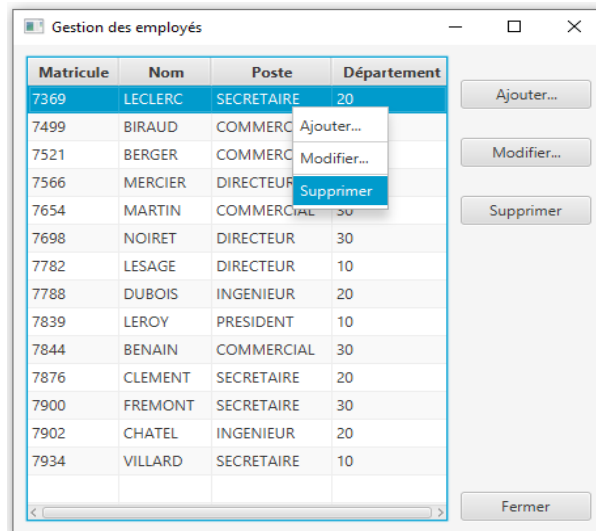 Gestion des employés
Matricule Nom Poste Département
7369 LECLERC SECRETAIRE 20
7499 BIRAUD COMMERC
7521 BERGER COMMERC
7566 MERCIER DIRECTEUR
7654 MARTIN COMMERCIAL 30
7698 NOIRET DIRECTEUR 30
7782 LESAGE DIRECTEUR 10
7788 DUBOIS INGENIEUR 20
7839 LEROY PRESIDENT 10
7844 BENAIN COMMERCIAL 30
7876 CLEMENT SECRETAIRE 20
7900 FREMONT SECRETAIRE 30
7902 CHATEL INGENIEUR 20
7934 VILLARD SECRETAIRE 10
Ajouter...
Modifier...
Supprimer
Ajouter...
Modifier...
Supprimer
Fermer